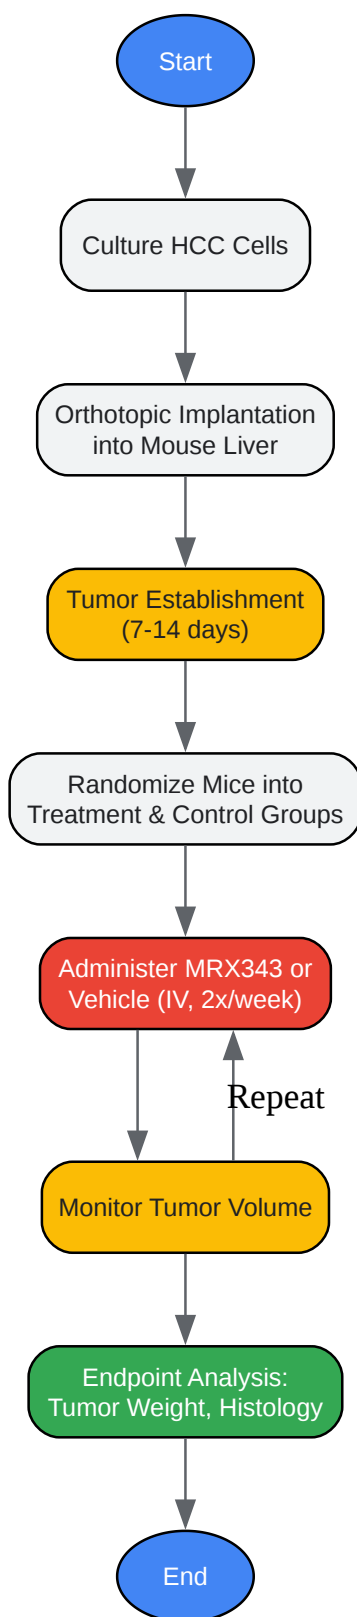 Start
Culture HCC Cells
Orthotopic Implantation
into Mouse Liver
Tumor Establishment
(7-14 days)
Randomize Mice into
Treatment & Control Groups
Administer MRX343 or
Vehicle (IV, 2x/week)
Repeat
Monitor Tumor Volume
Endpoint Analysis:
Tumor Weight, Histology
End